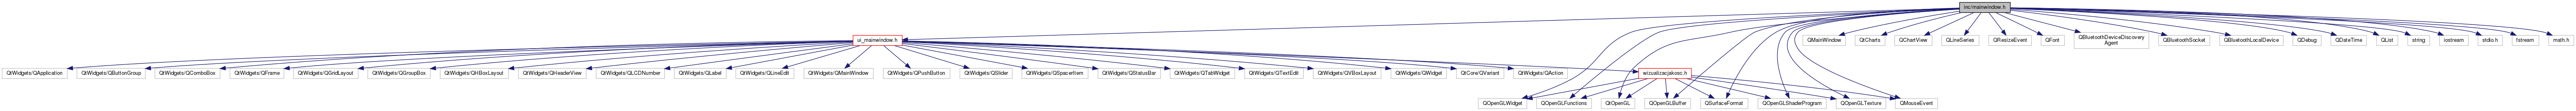 inc/mainwindow.h
ui_mainwindow.h
QMainWindow
QtCharts
QChartView
QLineSeries
QResizeEvent
QFont
QBluetoothDeviceDiscovery
Agent
QBluetoothSocket
QBluetoothLocalDevice
QDebug
QDateTime
QList
string
iostream
stdio.h
fstream
math.h
QtWidgets/QApplication
QtWidgets/QButtonGroup
QtWidgets/QComboBox
QtWidgets/QFrame
QtWidgets/QGridLayout
QtWidgets/QGroupBox
QtWidgets/QHBoxLayout
QtWidgets/QHeaderView
QtWidgets/QLCDNumber
QtWidgets/QLabel
QtWidgets/QLineEdit
QtWidgets/QMainWindow
QtWidgets/QPushButton
QtWidgets/QSlider
QtWidgets/QSpacerItem
QtWidgets/QStatusBar
QtWidgets/QTabWidget
QtWidgets/QTextEdit
QtWidgets/QVBoxLayout
QtWidgets/QWidget
QtCore/QVariant
QtWidgets/QAction
wizualizacjakosc.h
QOpenGLWidget
QOpenGLFunctions
QtOpenGL
QOpenGLBuffer
QSurfaceFormat
QOpenGLShaderProgram
QOpenGLTexture
QMouseEvent